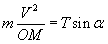 m V²/OM = T sin α